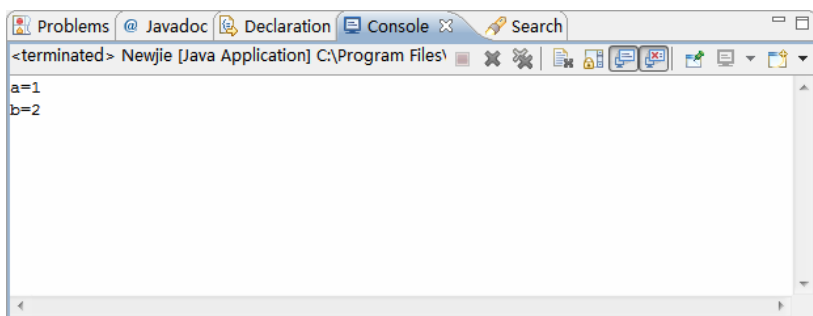 Problems @ Javadoc Declaration Console Search
<terminated> Newjie [Java Application] C:\Program Files\
a=1
b=2